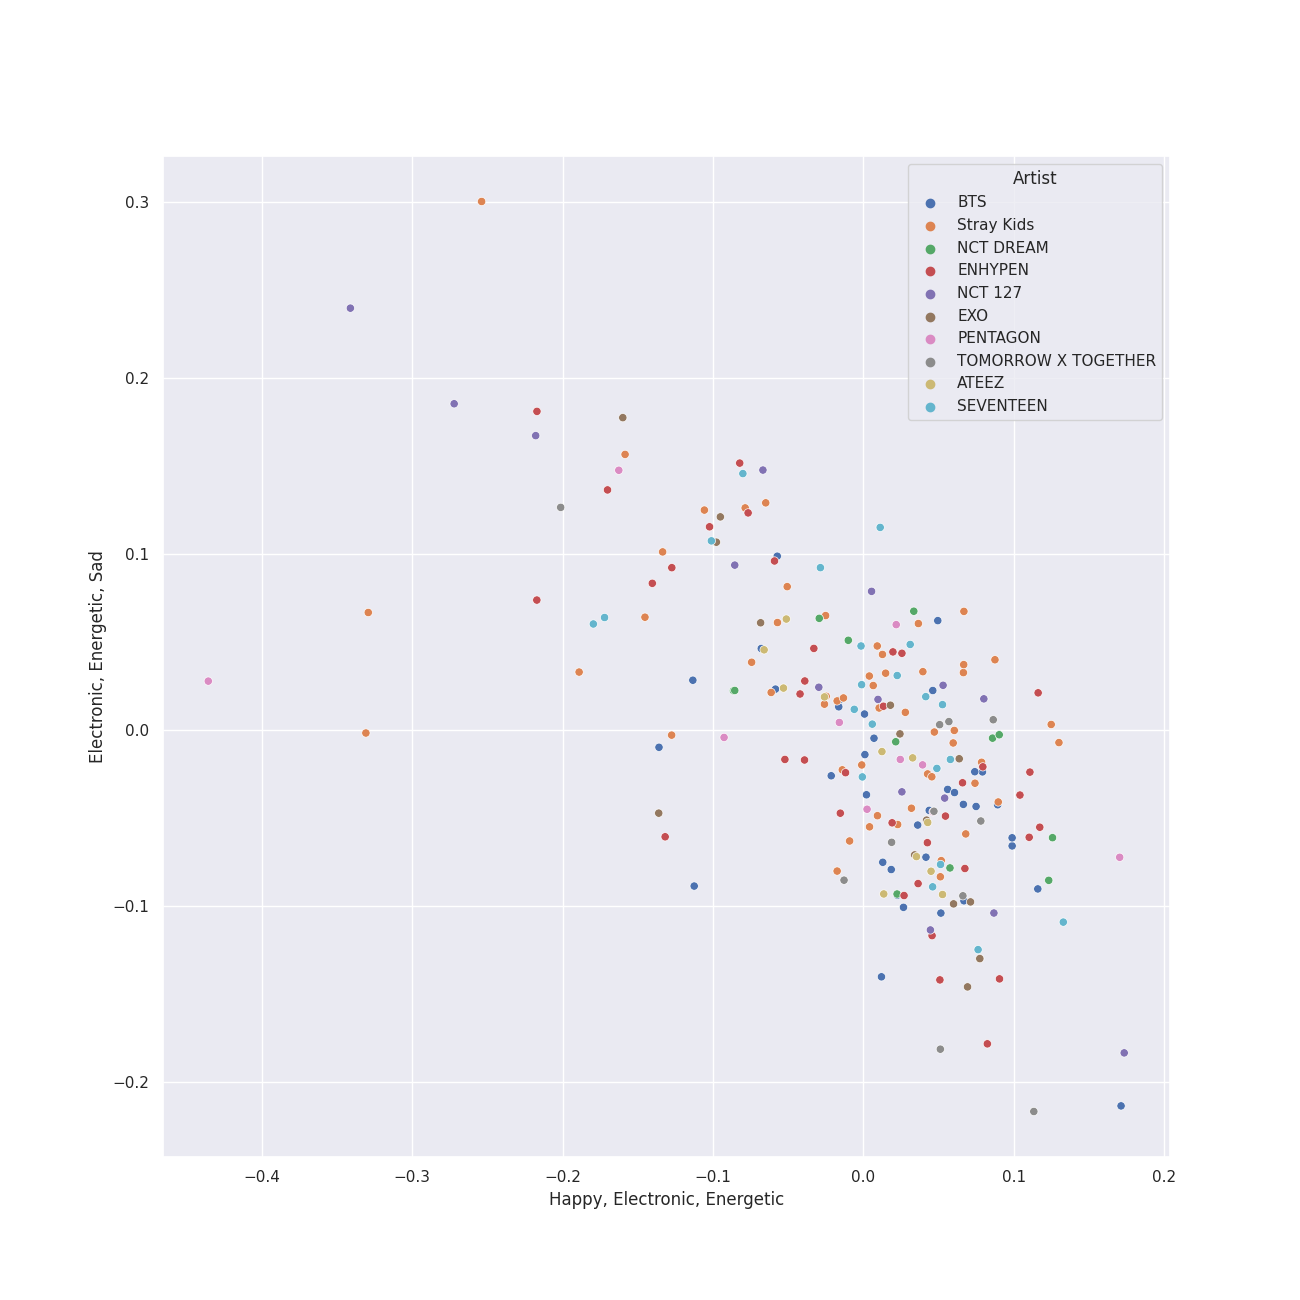 Artist
BTS
Stray Kids
NCT DREAM
ENHYPEN
NCT 127
EXO
PENTAGON
TOMORROW X TOGETHER
ATEEZ
SEVENTEEN
0.3
0.2
0.1
0.0
−0.1
−0.2
Electronic, Energetic, Sad
−0.4 −0.3 −0.2 −0.1 0.0 0.1 0.2
Happy, Electronic, Energetic